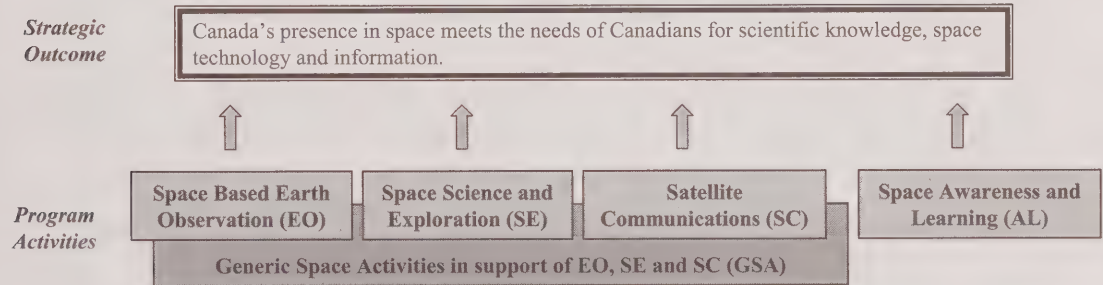 Strategic
Outcome
Canada's presence in space meets the needs of Canadians for scientific knowledge, space
technology and information.
Program
Activities
Space Based Earth
Observation (EO)
Space Science and
Exploration (SE)
Satellite
Communications (SC)
Space Awareness and
Learning (AL)
Generic Space Activities in support of EO, SE and SC (GSA)